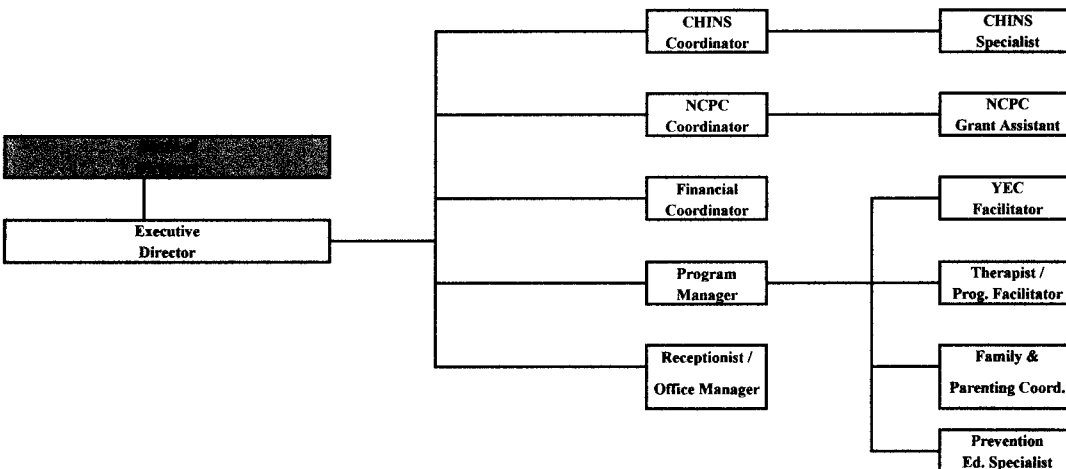 CHINS
Coordinator
CHINS
Specialist
NCPC
Coordinator
NCPC
Grant Assistant
Financial
Coordinator
YEC
Facilitator
Executive
Director
Program
Manager
Therapist /
Prog. Facilitator
Receptionist /
Office Manager
Family &
Parenting Coord.
Prevention
Ed. Specialist